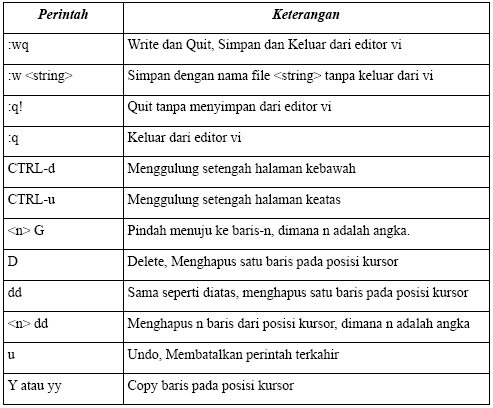 Perintah Keterangan
:wq Write dan Quit, Simpan dan Keluar dari editor vi
:w <string> Simpan dengan nama file <string> tanpa keluar dari vi
:q! Quit tanpa menyimpan dari editor vi
:q Keluar dari editor vi
CTRL-d Menggulung setengah halaman kebawah
CTRL-u Menggulung setengah halaman keatas
<n> G Pindah menuju ke baris-n, dimana n adalah angka.
D Delete, Menghapus satu baris pada posisi kursor
dd Sama seperti diatas, menghapus satu baris pada posisi kursor
<n> dd Menghapus n baris dari posisi kursor, dimana n adalah angka
u Undo, Membatalkan perintah terkahir
Y atau yy Copy baris pada posisi kursor